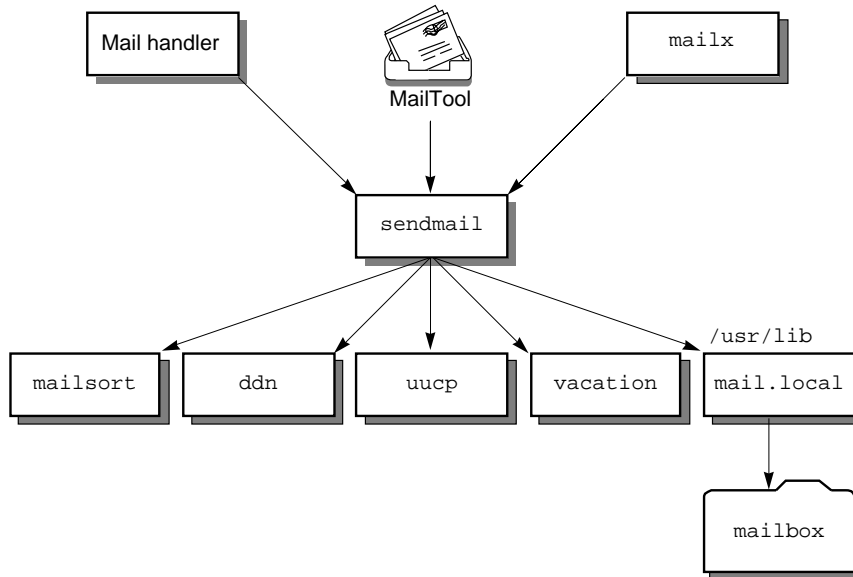 Mail handler
mailx
MailTool
sendmail
/usr/lib
mailsort
ddn
uucp
vacation
mail.local
mailbox